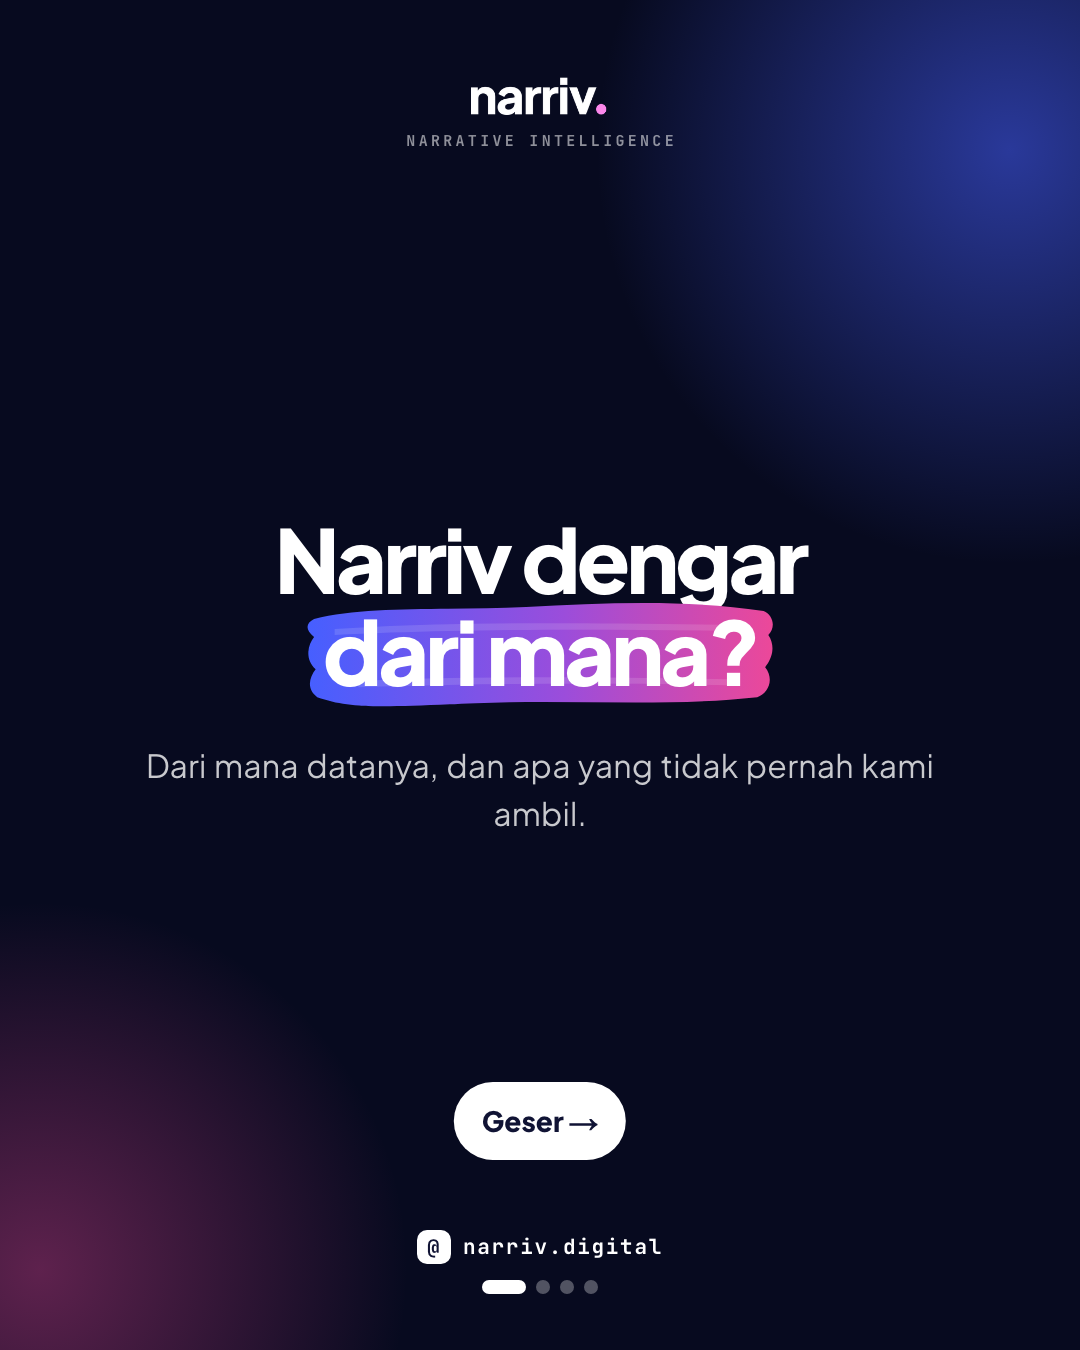 narriv.
NARRATIVE INTELLIGENCE
Narriv dengar
dari mana?
Dari mana datanya, dan apa yang tidak pernah kami
ambil.
Geser →
@ narriv.digital